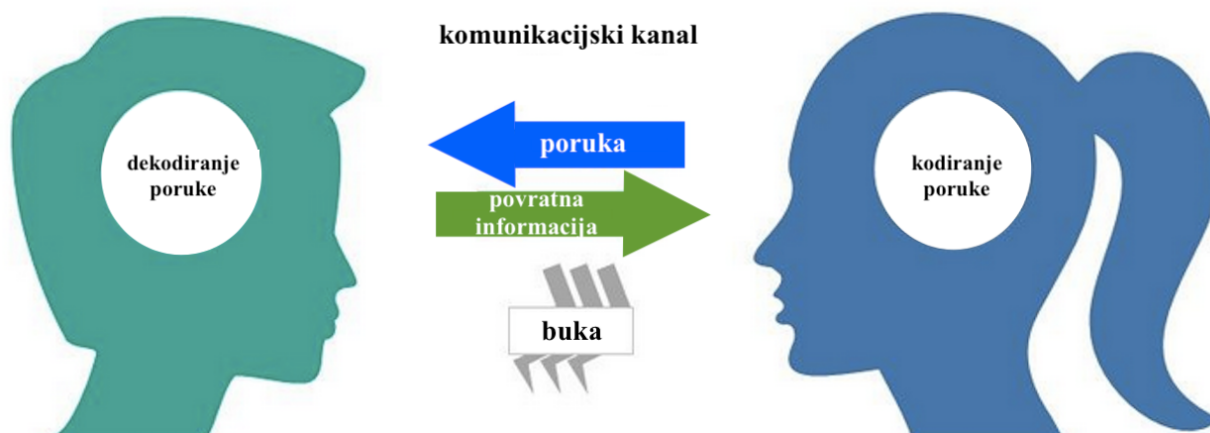 komunikacijski kanal
dekodiranje
poruke
poruka
povratna
informacija
buka
kodiranje
poruke